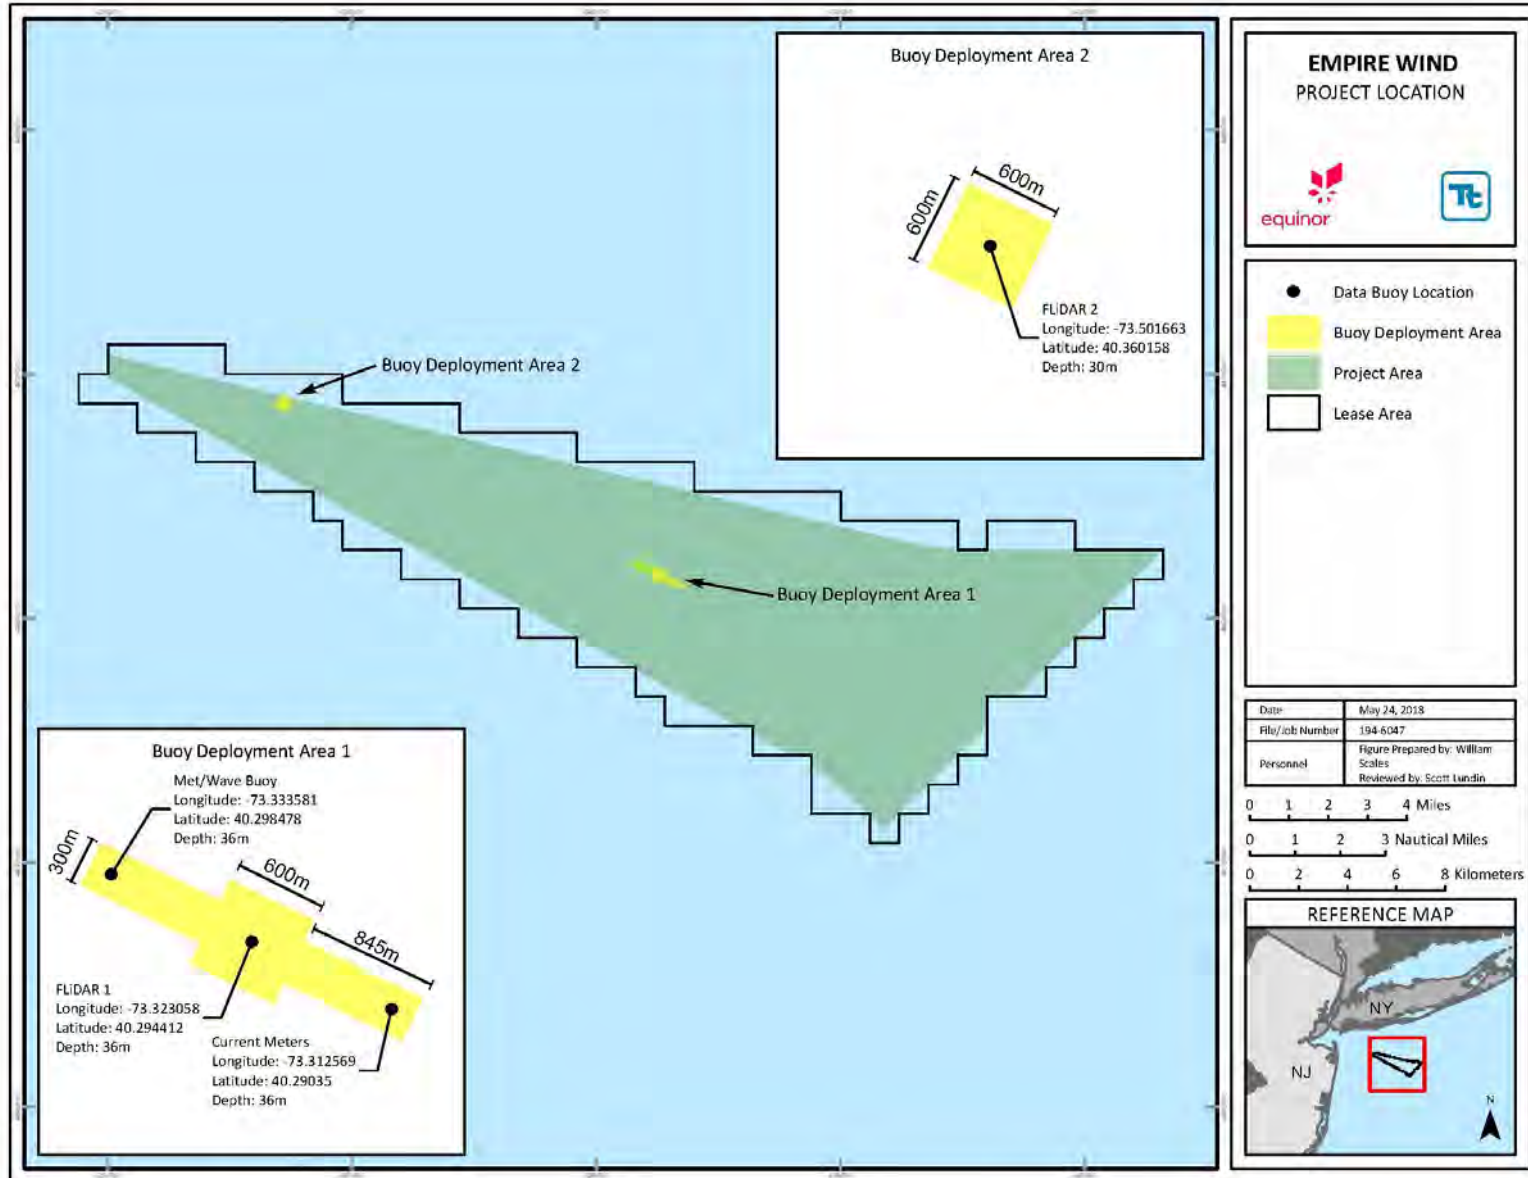 Buoy Deployment Area 2
600m
600m
FLiDAR 2
Longitude: -73.501663
Latitude: 40.360158
Depth: 30m
Buoy Deployment Area 2
Buoy Deployment Area 1
Buoy Deployment Area 1
Met/Wave Buoy
Longitude: -73.333581
Latitude: 40.298478
Depth: 36m
300m
600m
845m
FLiDAR 1
Longitude: -73.323058
Latitude: 40.294412
Depth: 36m
Current Meters
Longitude: -73.312569
Latitude: 40.29035
Depth: 36m
EMPIRE WIND
PROJECT LOCATION
equinor
Tt
Data Buoy Location
Buoy Deployment Area
Project Area
Lease Area
Date May 24, 2018
File/Job Number 194-6047
Personnel Figure Prepared by: William
Scales
Reviewed by: Scott Lundin
0 1 2 3 4 Miles
0 1 2 3 Nautical Miles
0 2 4 6 8 Kilometers
REFERENCE MAP
NY
NJ
N